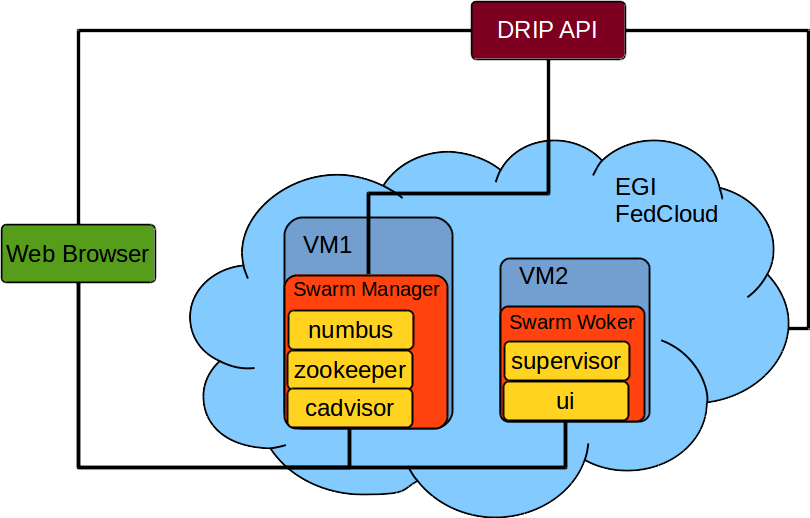 DRIP API
EGI
FedCloud
Web Browser
VM1
Swarm Manager
numbus
zookeeper
cadvisor
VM2
Swarm Woker
supervisor
ui